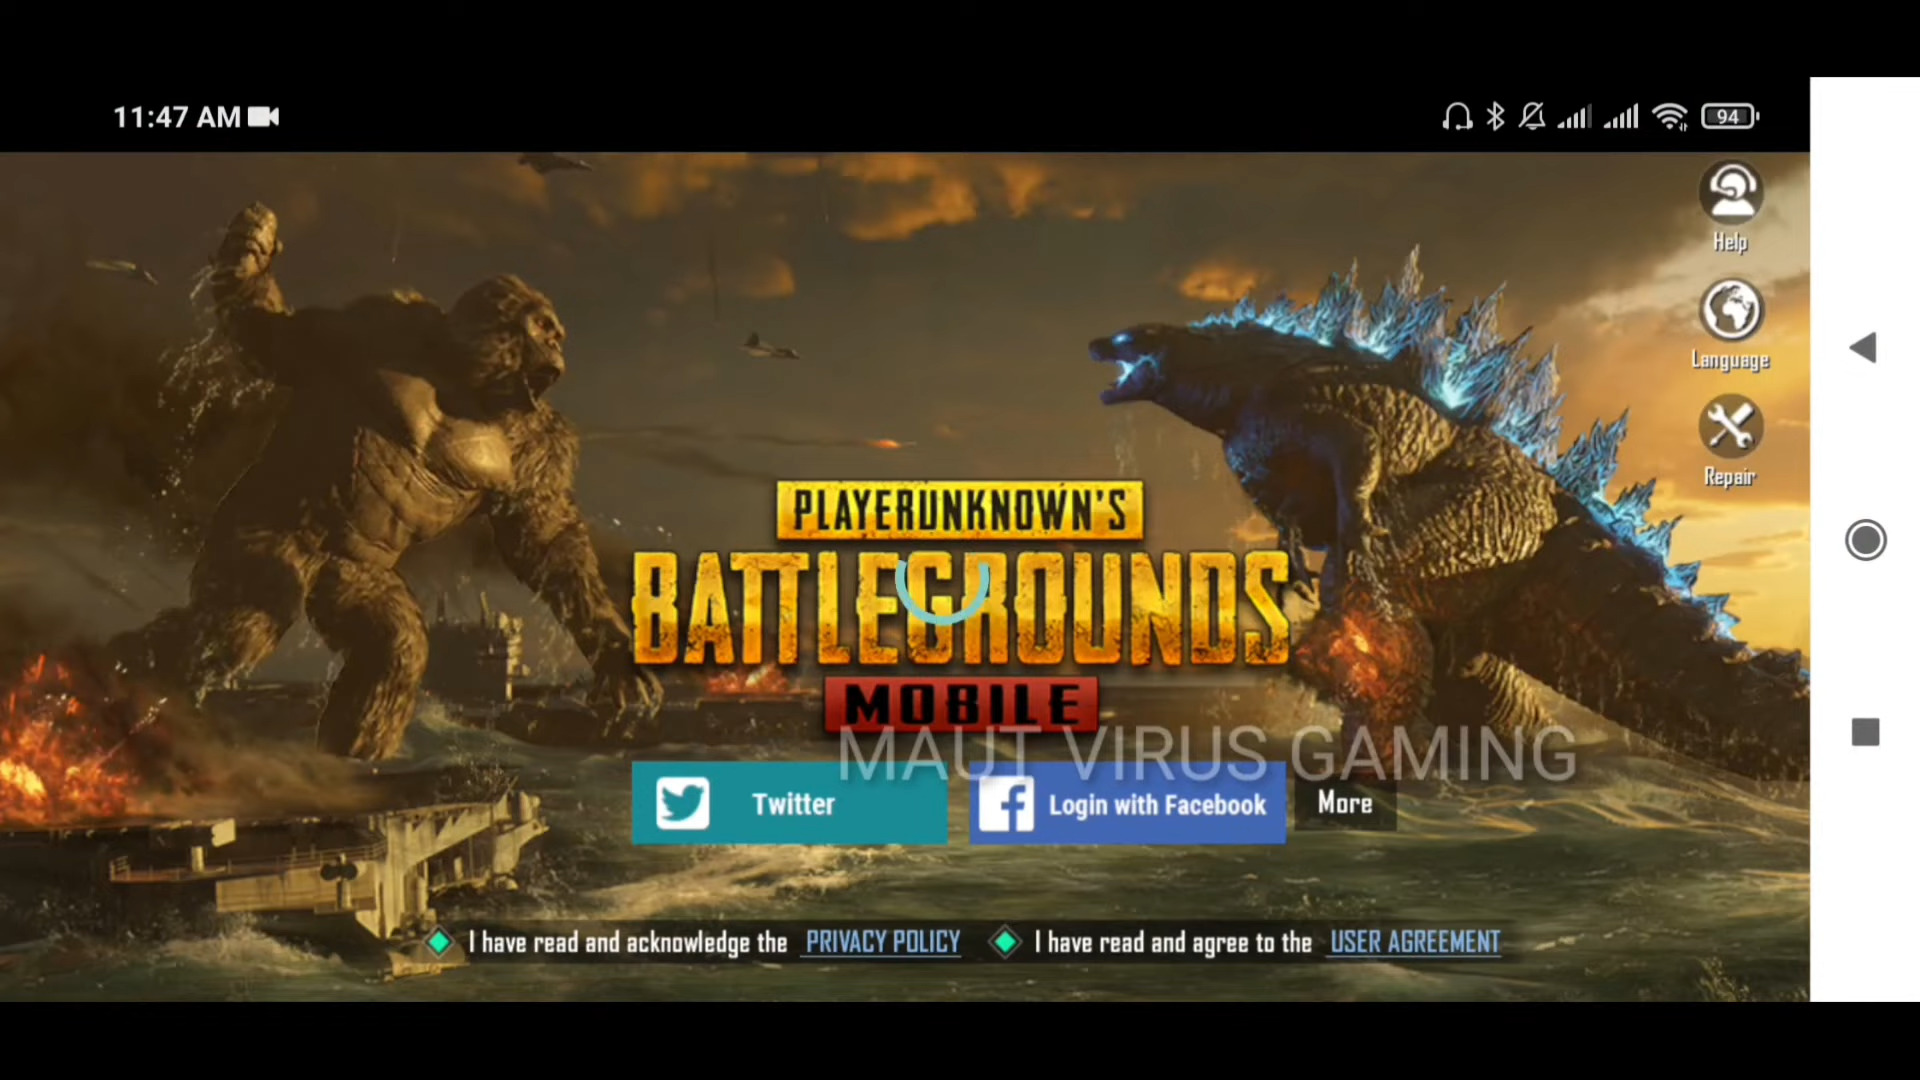 11:47 AM
94
Help
Language
Repair
PLAYERUNKNOWN'S
BATTLEGROUNDS
MOBILE
MAUT VIRUS GAMING
Twitter
Login with Facebook
More
I have read and acknowledge the PRIVACY POLICY
I have read and agree to the USER AGREEMENT